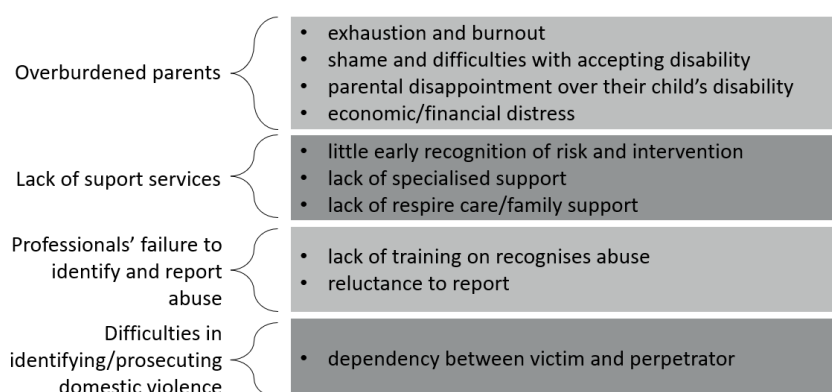 Overburdened parents
• exhaustion and burnout
• shame and difficulties with accepting disability
• parental disappointment over their child's disability
• economic/financial distress
Lack of suport services
• little early recognition of risk and intervention
• lack of specialised support
• lack of respire care/family support
Professionals' failure to
identify and report
abuse
• lack of training on recognises abuse
• reluctance to report
Difficulties in
identifying/prosecuting
domestic violence
• dependency between victim and perpetrator